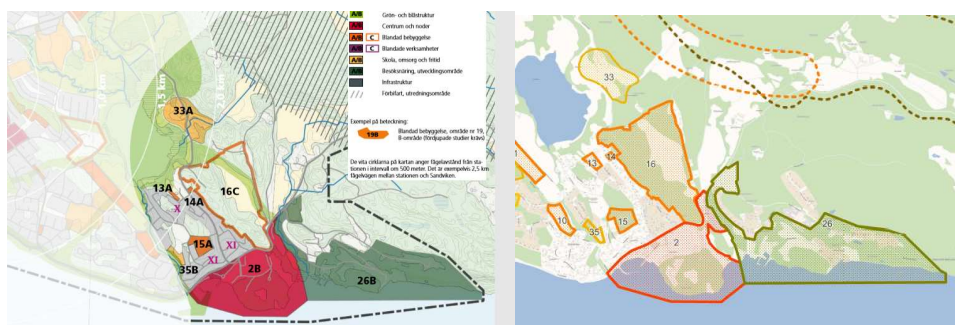 A/B Grön- och blåstruktur
A/B Centrum och noder
A/B C Blandad bebyggelse
A/B C Blandade verksamheter
A/B Skola, omsorg och fritid
A/B Besöksnäring, utvecklingsområde
Infrastruktur
Förbifart, utredningsområde
Exempel på beteckning:
19B
Blandad bebyggelse, område nr 19,
B-område (fördjupade studier krävs)
De vita cirklarna på kartan anger fågelavstånd från sta-
tionen i intervall om 500 meter. Det är exempelvis 2,5 km
fågelvägen mellan stationen och Sandviken.
1,5 km
2,0 km
33A
13A
14A
16C
X
15A
XI
XI
35B
2B
26B
33
13
14
16
10
35
15
2
26